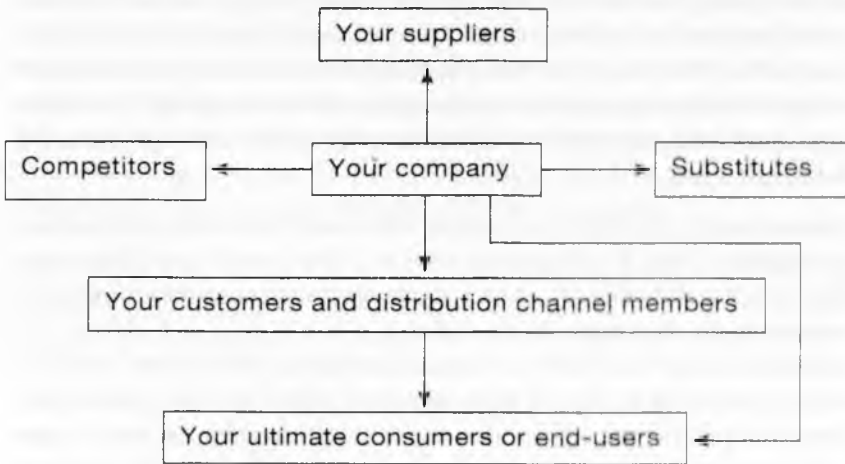 Your suppliers
Competitors
Your company
Substitutes
Your customers and distribution channel members
Your ultimate consumers or end-users